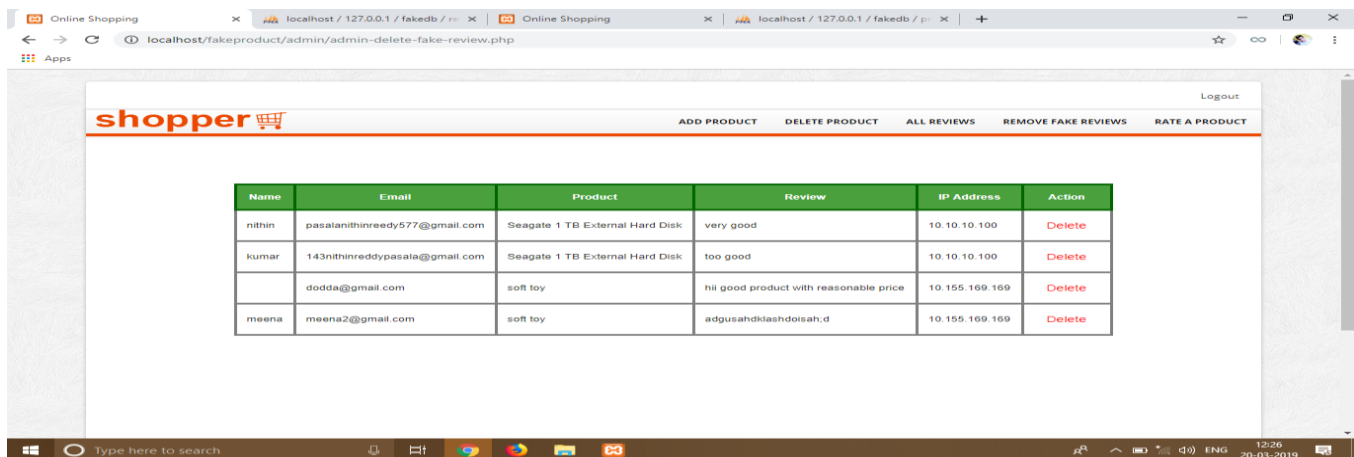 Online Shopping
localhost / 127.0.0.1 / fakedb / re
Online Shopping
localhost / 127.0.0.1 / fakedb / pr
localhost/fakeproduct/admin/admin-delete-fake-review.php
Apps
Logout
shopper
ADD PRODUCT DELETE PRODUCT ALL REVIEWS REMOVE FAKE REVIEWS RATE A PRODUCT
Name Email Product Review IP Address Action
nithin pasalanithinreedy577@gmail.com Seagate 1 TB External Hard Disk very good 10.10.10.100 Delete
kumar 143nithinreddypasala@gmail.com Seagate 1 TB External Hard Disk too good 10.10.10.100 Delete
dodda@gmail.com soft toy hii good product with reasonable price 10.155.169.169 Delete
meena meena2@gmail.com soft toy adgusahdklashdoisah;d 10.155.169.169 Delete
Type here to search
ENG
12:26
20-03-2019